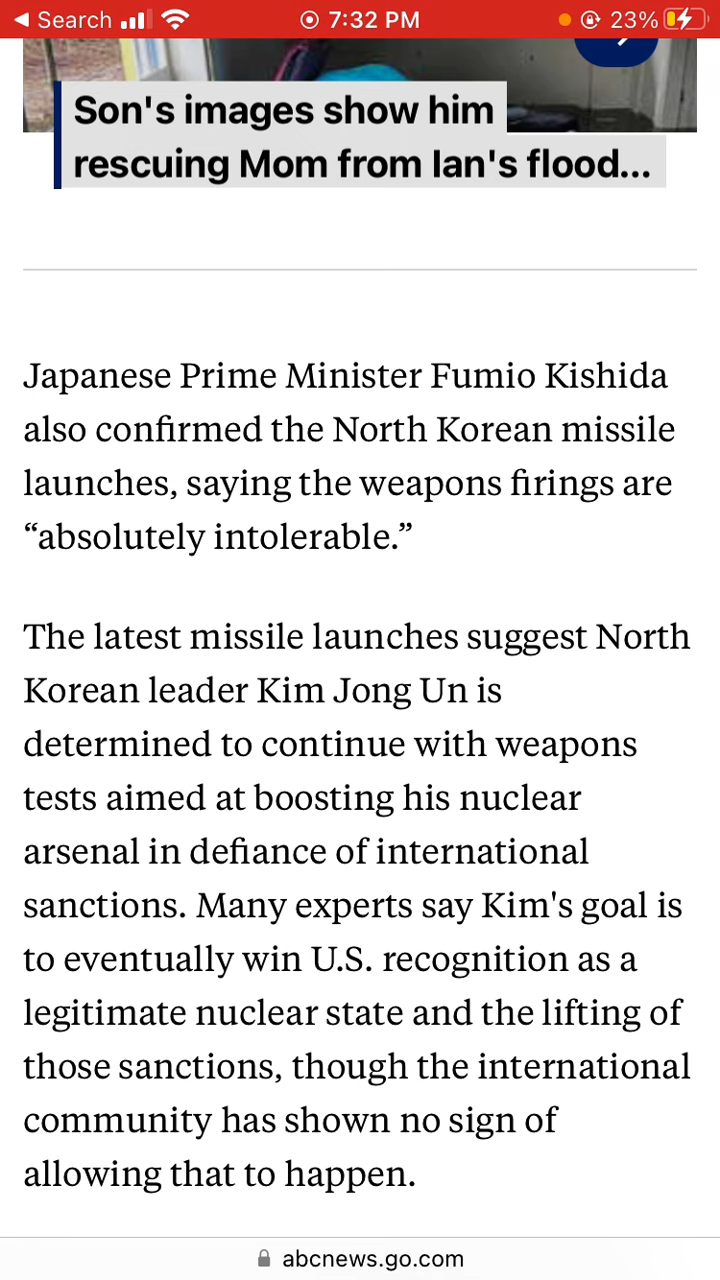 Search 7:32 PM 23%
Son's images show him
rescuing Mom from Ian's flood...
Japanese Prime Minister Fumio Kishida
also confirmed the North Korean missile
launches, saying the weapons firings are
“absolutely intolerable.”
The latest missile launches suggest North
Korean leader Kim Jong Un is
determined to continue with weapons
tests aimed at boosting his nuclear
arsenal in defiance of international
sanctions. Many experts say Kim's goal is
to eventually win U.S. recognition as a
legitimate nuclear state and the lifting of
those sanctions, though the international
community has shown no sign of
allowing that to happen.
abcnews.go.com